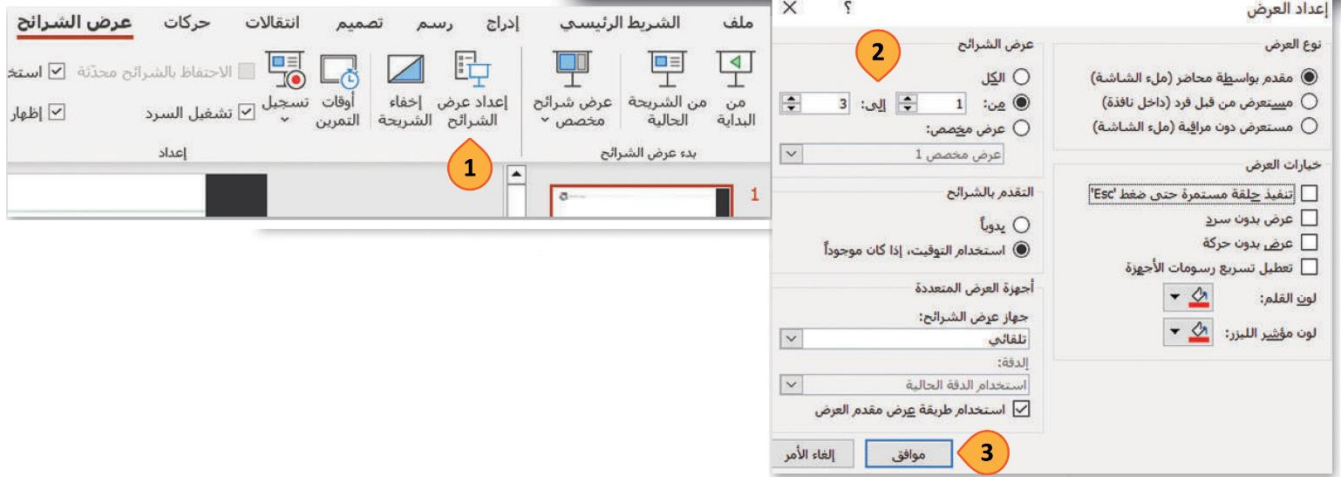 إعداد العرض
؟
نوع العرض
مقدم بواسطة محاضر (ملء الشاشة)
مستعرض من قبل فرد (داخل نافذة)
مستعرض دون مراقبة (ملء الشاشة)
خيارات العرض
تنفيذ حلقة مستمرة حتى ضغط 'Esc'
عرض بدون سرد
عرض بدون حركة
تعطيل تسريع رسومات الأجهزة
لون القلم:
لون مؤشر الليزر:
عرض الشرائح
2
الكل
من: 1 إلى: 3
عرض مخصص:
عرض مخصص 1
التقدم بالشرائح
يدوياً
استخدام التوقيت، إذا كان موجوداً
أجهزة العرض المتعددة
جهاز عرض الشرائح:
تلقائي
الدقة:
استخدام الدقة الحالية
استخدام طريقة عرض مقدم العرض
3
موافق
إلغاء الأمر
ملف الشريط الرئيسي إدراج رسم تصميم انتقالات حركات عرض الشرائح
من البداية
من الشريحة الحالية
عرض شرائح مخصص
بدء عرض الشرائح
إعداد عرض الشرائح
إخفاء الشريحة
أوقات التمرين
تسجيل
الاحتفاظ بالشرائح محدّثة
تشغيل السرد
إظهار
إعداد
1
1